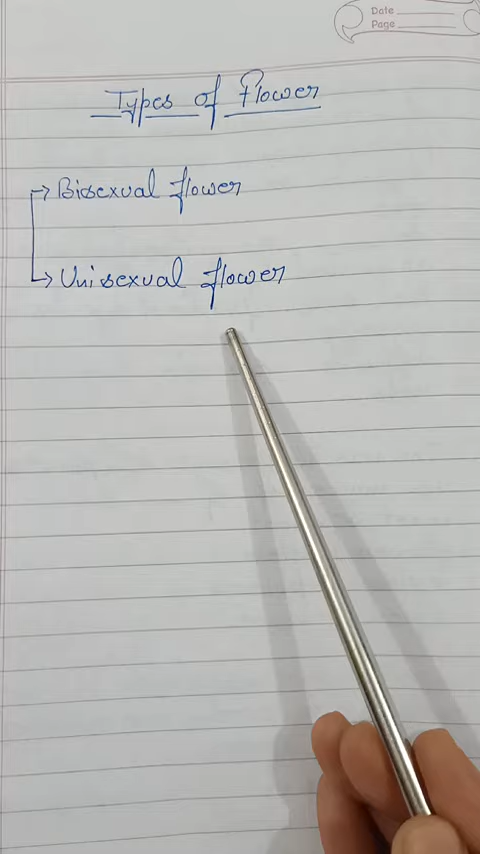 Date
Page
Types of Flower
Bisexual flower
Unisexual flower